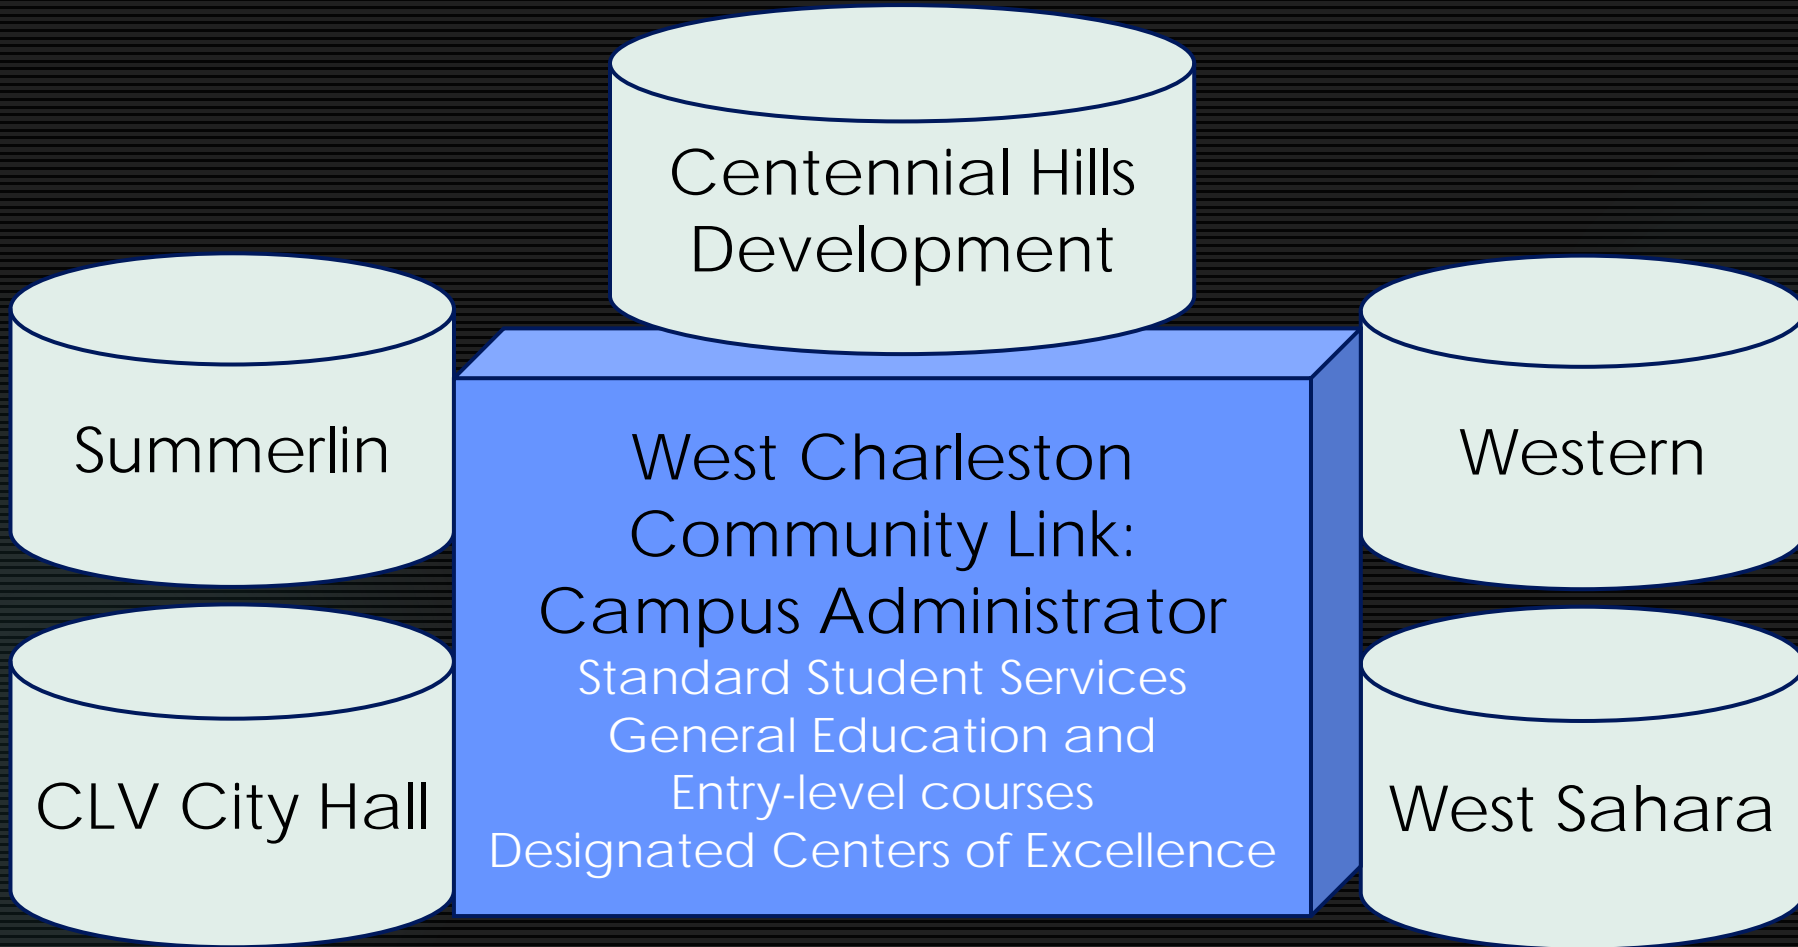 Centennial Hills
Development
Summerlin
Western
West Charleston
Community Link:
Campus Administrator
Standard Student Services
General Education and
Entry-level courses
Designated Centers of Excellence
CLV City Hall
West Sahara